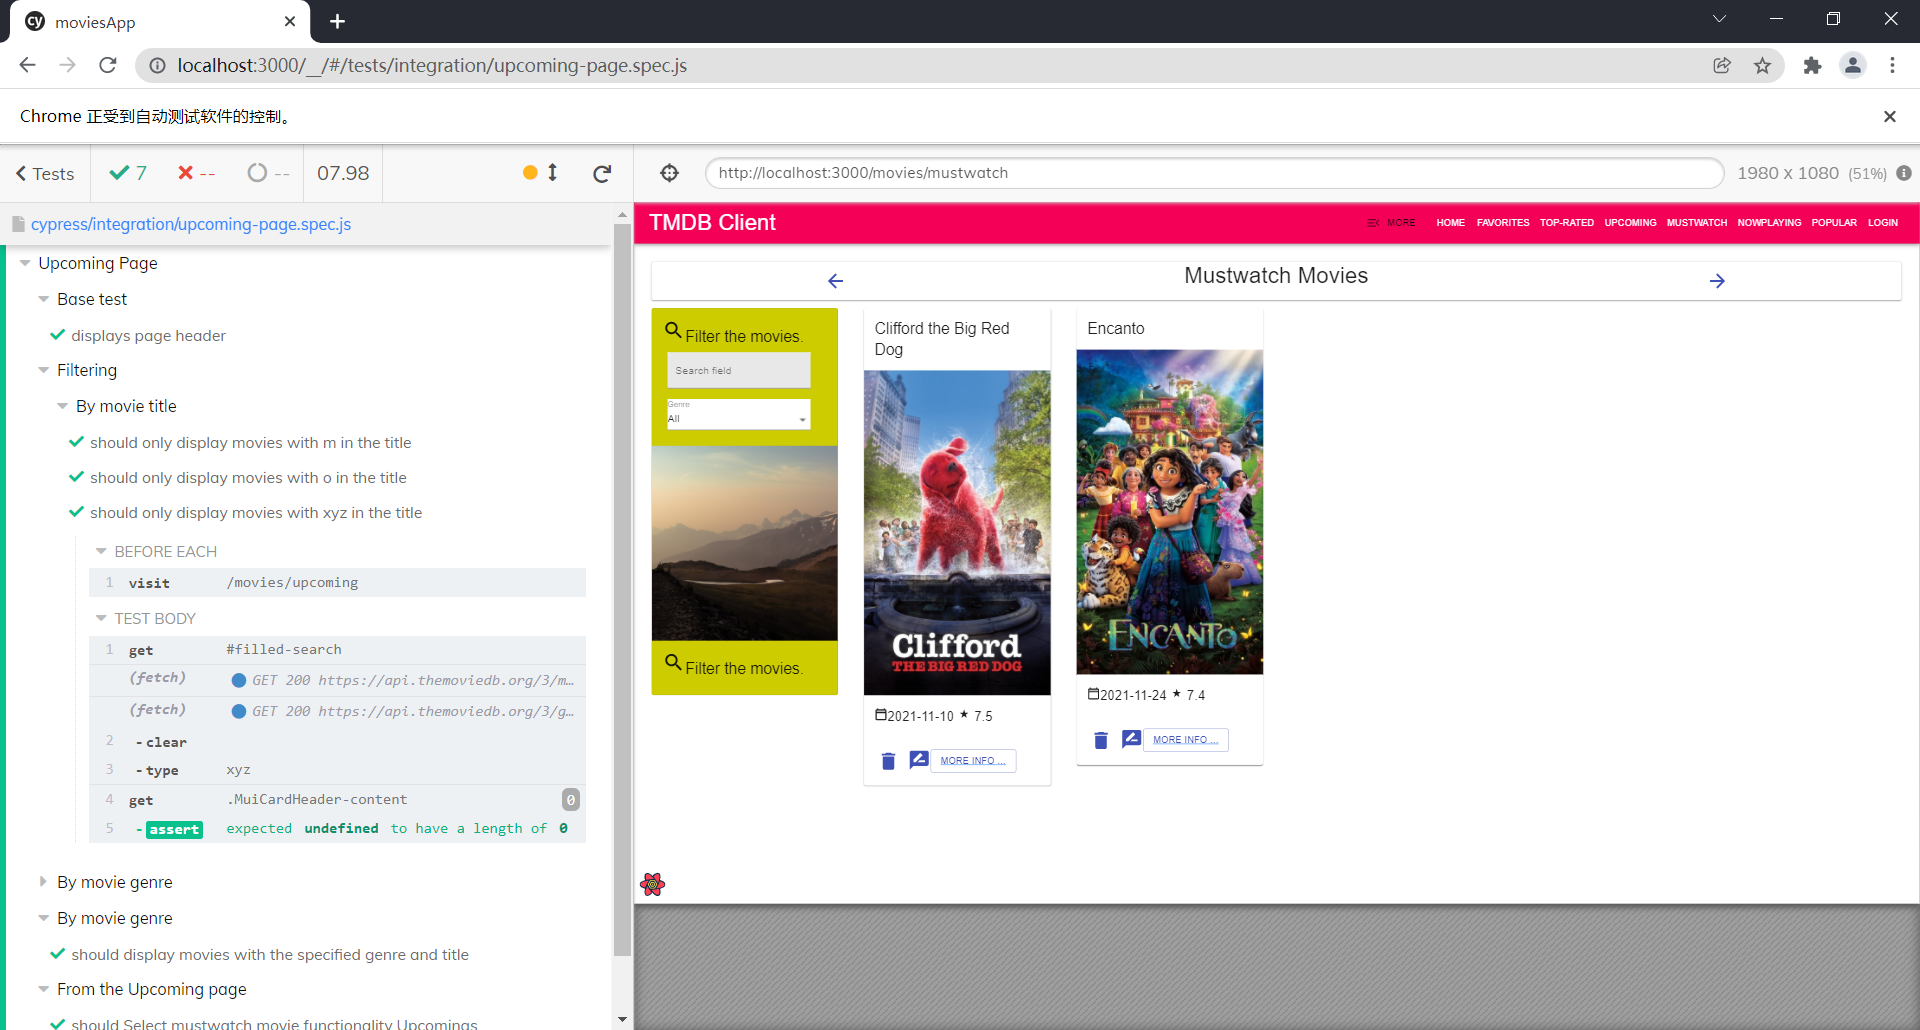 moviesApp
localhost:3000/__/#/tests/integration/upcoming-page.spec.js
Chrome 正受到自动测试软件的控制。
Tests
7
--
--
07.98
http://localhost:3000/movies/mustwatch
1980 x 1080 (51%)
cypress/integration/upcoming-page.spec.js
Upcoming Page
Base test
displays page header
Filtering
By movie title
should only display movies with m in the title
should only display movies with o in the title
should only display movies with xyz in the title
BEFORE EACH
1 visit /movies/upcoming
TEST BODY
1 get #filled-search
(fetch) GET 200 https://api.themoviedb.org/3/m…
(fetch) GET 200 https://api.themoviedb.org/3/g…
2 -clear
3 -type xyz
4 get .MuiCardHeader-content 0
5 -assert expected undefined to have a length of 0
By movie genre
By movie genre
should display movies with the specified genre and title
From the Upcoming page
should Select mustwatch movie functionality Upcomings
TMDB Client
MORE HOME FAVORITES TOP-RATED UPCOMING MUSTWATCH NOWPLAYING POPULAR LOGIN
Mustwatch Movies
Filter the movies.
Search field
Genre
All
Filter the movies.
Clifford the Big Red
Dog
Clifford
THE BIG RED DOG
2021-11-10 7.5
MORE INFO ...
Encanto
ENCANTO
2021-11-24 7.4
MORE INFO ...